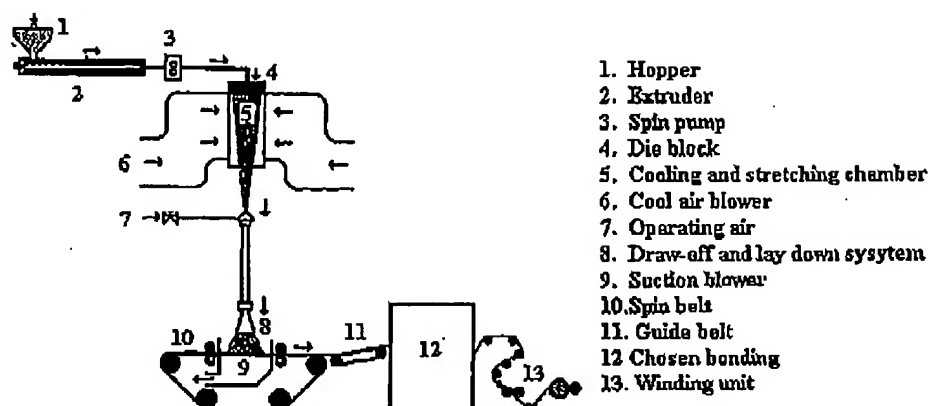 1
2
3
4
5
6
7
8
9
10
11
12
13
1. Hopper
2. Extruder
3. Spin pump
4. Die block
5. Cooling and stretching chamber
6. Cool air blower
7. Operating air
8. Draw-off and lay down sysytem
9. Suction blower
10.Spin belt
11. Guide belt
12 Chosen bonding
13. Winding unit